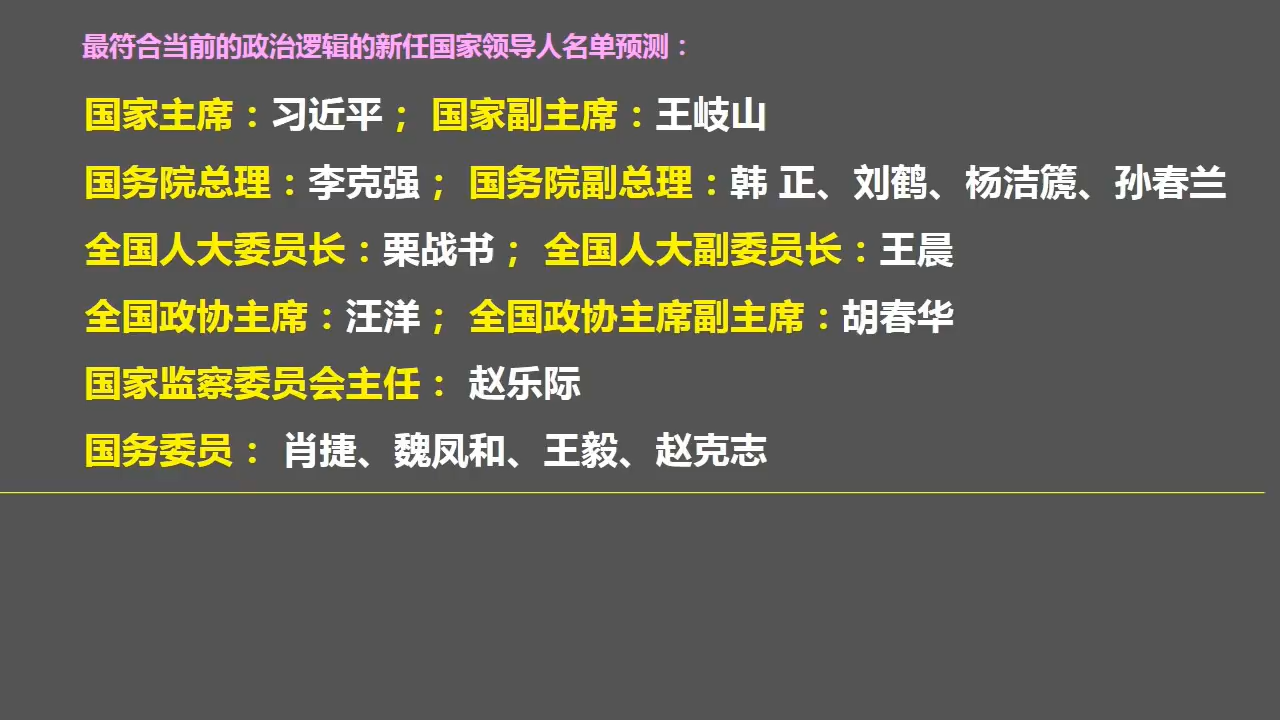 最符合当前的政治逻辑的新任国家领导人名单预测：
国家主席：习近平； 国家副主席：王岐山
国务院总理：李克强； 国务院副总理：韩 正、刘鹤、杨洁篪、孙春兰
全国人大委员长：栗战书； 全国人大副委员长：王晨
全国政协主席：汪洋； 全国政协主席副主席：胡春华
国家监察委员会主任： 赵乐际
国务委员： 肖捷、魏凤和、王毅、赵克志